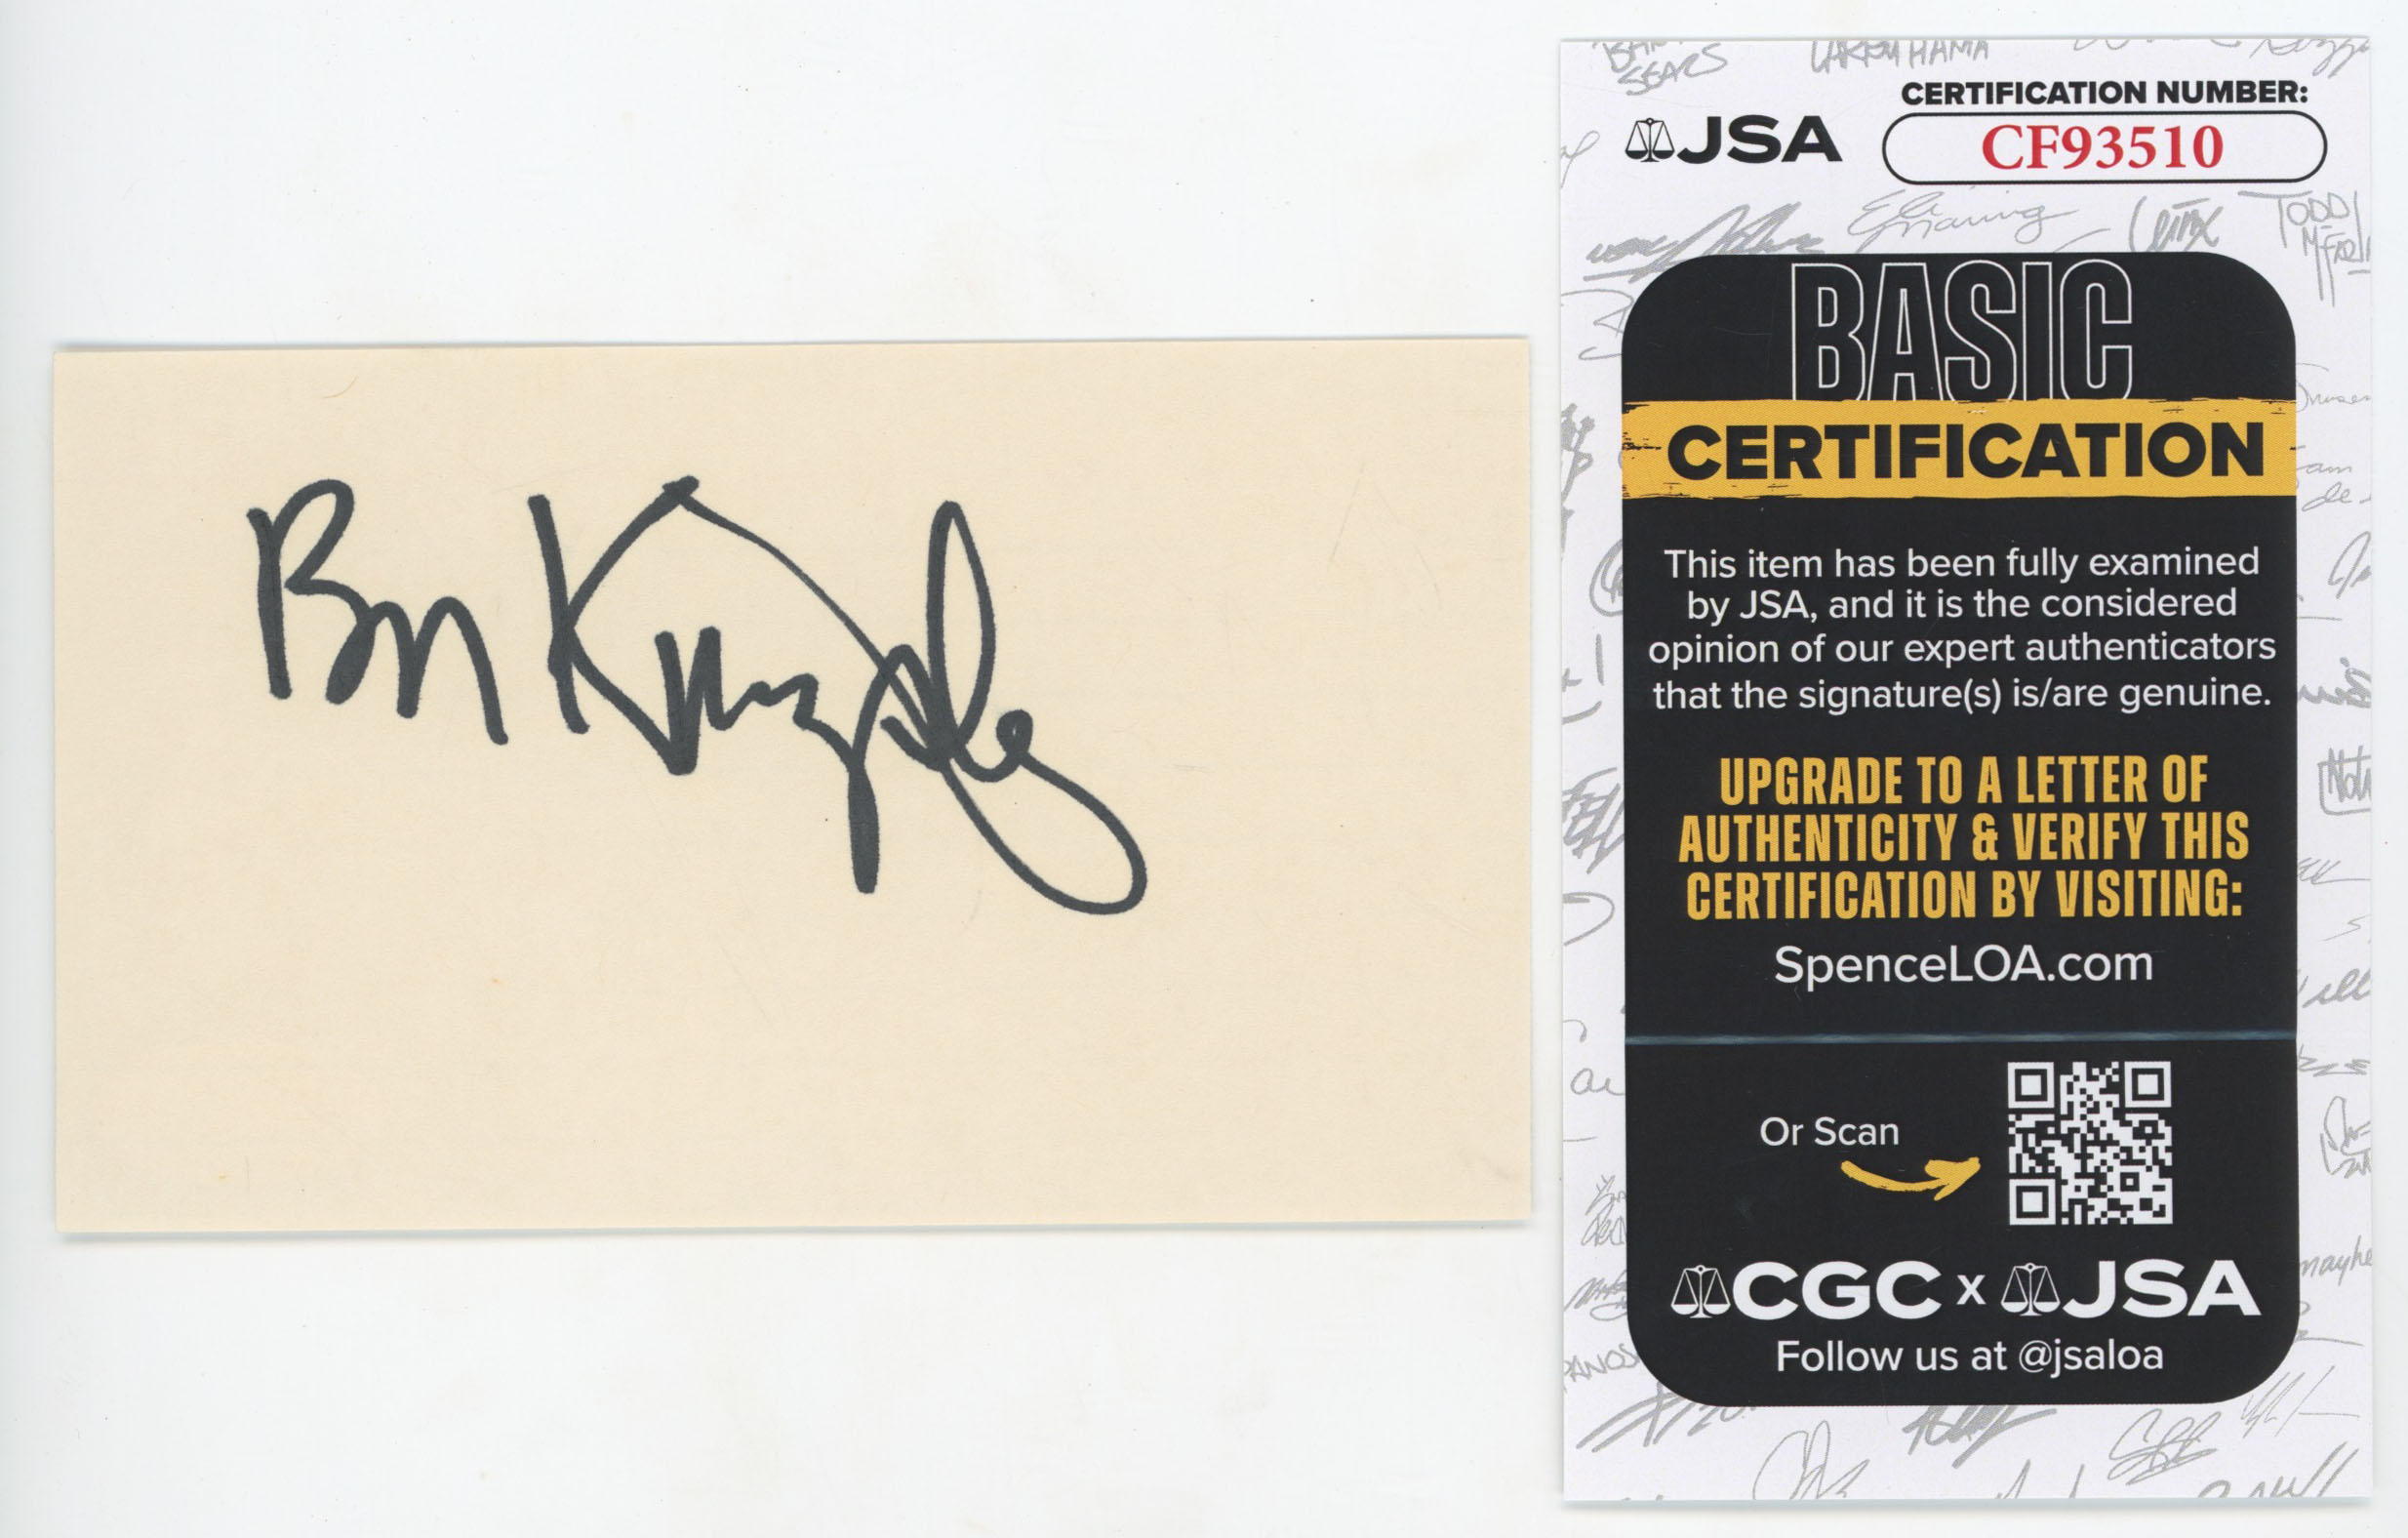 Ben Kingsley
JSA
CERTIFICATION NUMBER:
CF93510
BASIC
CERTIFICATION
This item has been fully examined
by JSA, and it is the considered
opinion of our expert authenticators
that the signature(s) is/are genuine.
UPGRADE TO A LETTER OF
AUTHENTICITY & VERIFY THIS
CERTIFICATION BY VISITING:
SpenceLOA.com
Or Scan
CGC x JSA
Follow us at @jsaloa